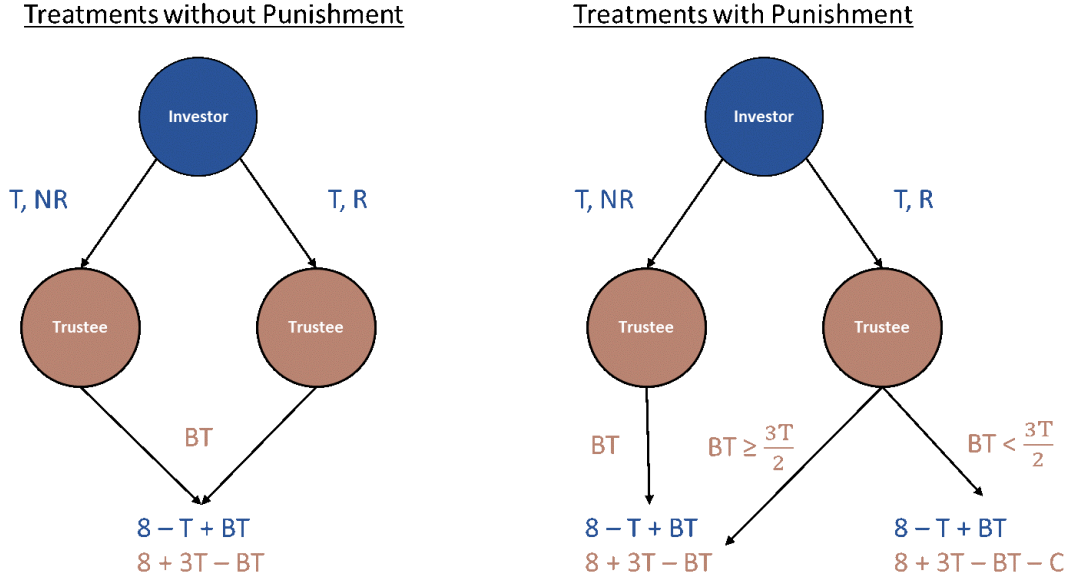 Treatments without Punishment
Investor
T, NR
T, R
Trustee
Trustee
BT
8 – T + BT
8 + 3T – BT
Treatments with Punishment
Investor
T, NR
T, R
Trustee
Trustee
BT
BT ≥ 3T/2
BT < 3T/2
8 – T + BT
8 + 3T – BT
8 – T + BT
8 + 3T – BT – C